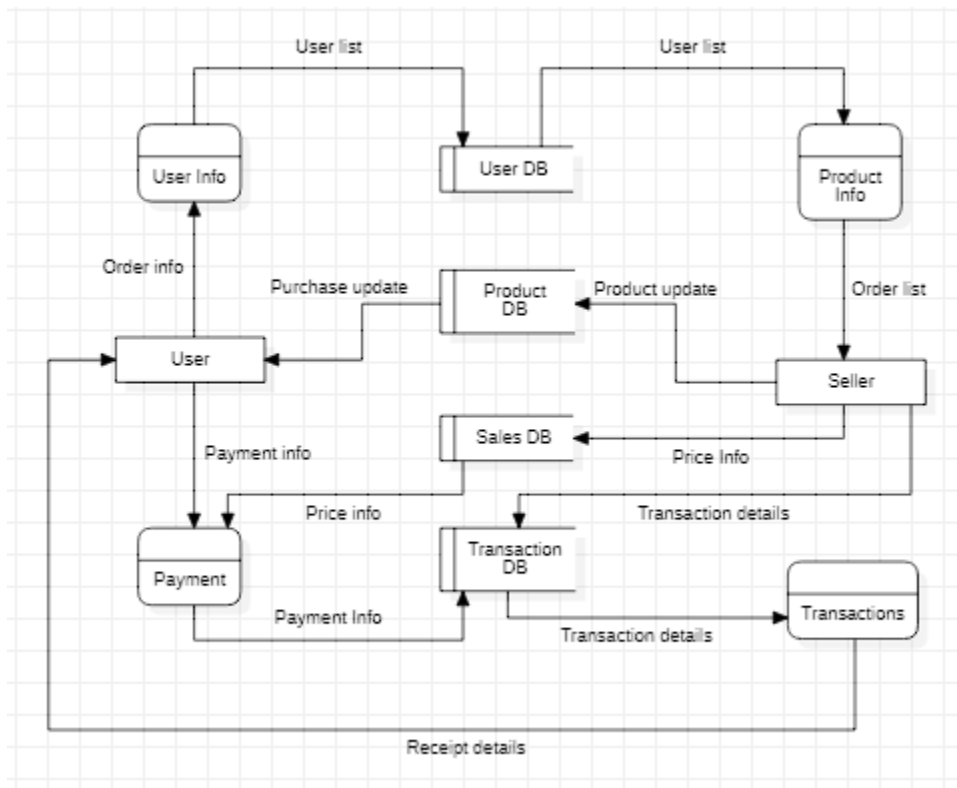 User list
User list
User Info
User DB
Product
Info
Order info
Purchase update
Product
DB
Product update
Order list
User
Seller
Payment info
Sales DB
Price Info
Price info
Transaction details
Payment
Transaction
DB
Transactions
Payment Info
Transaction details
Receipt details